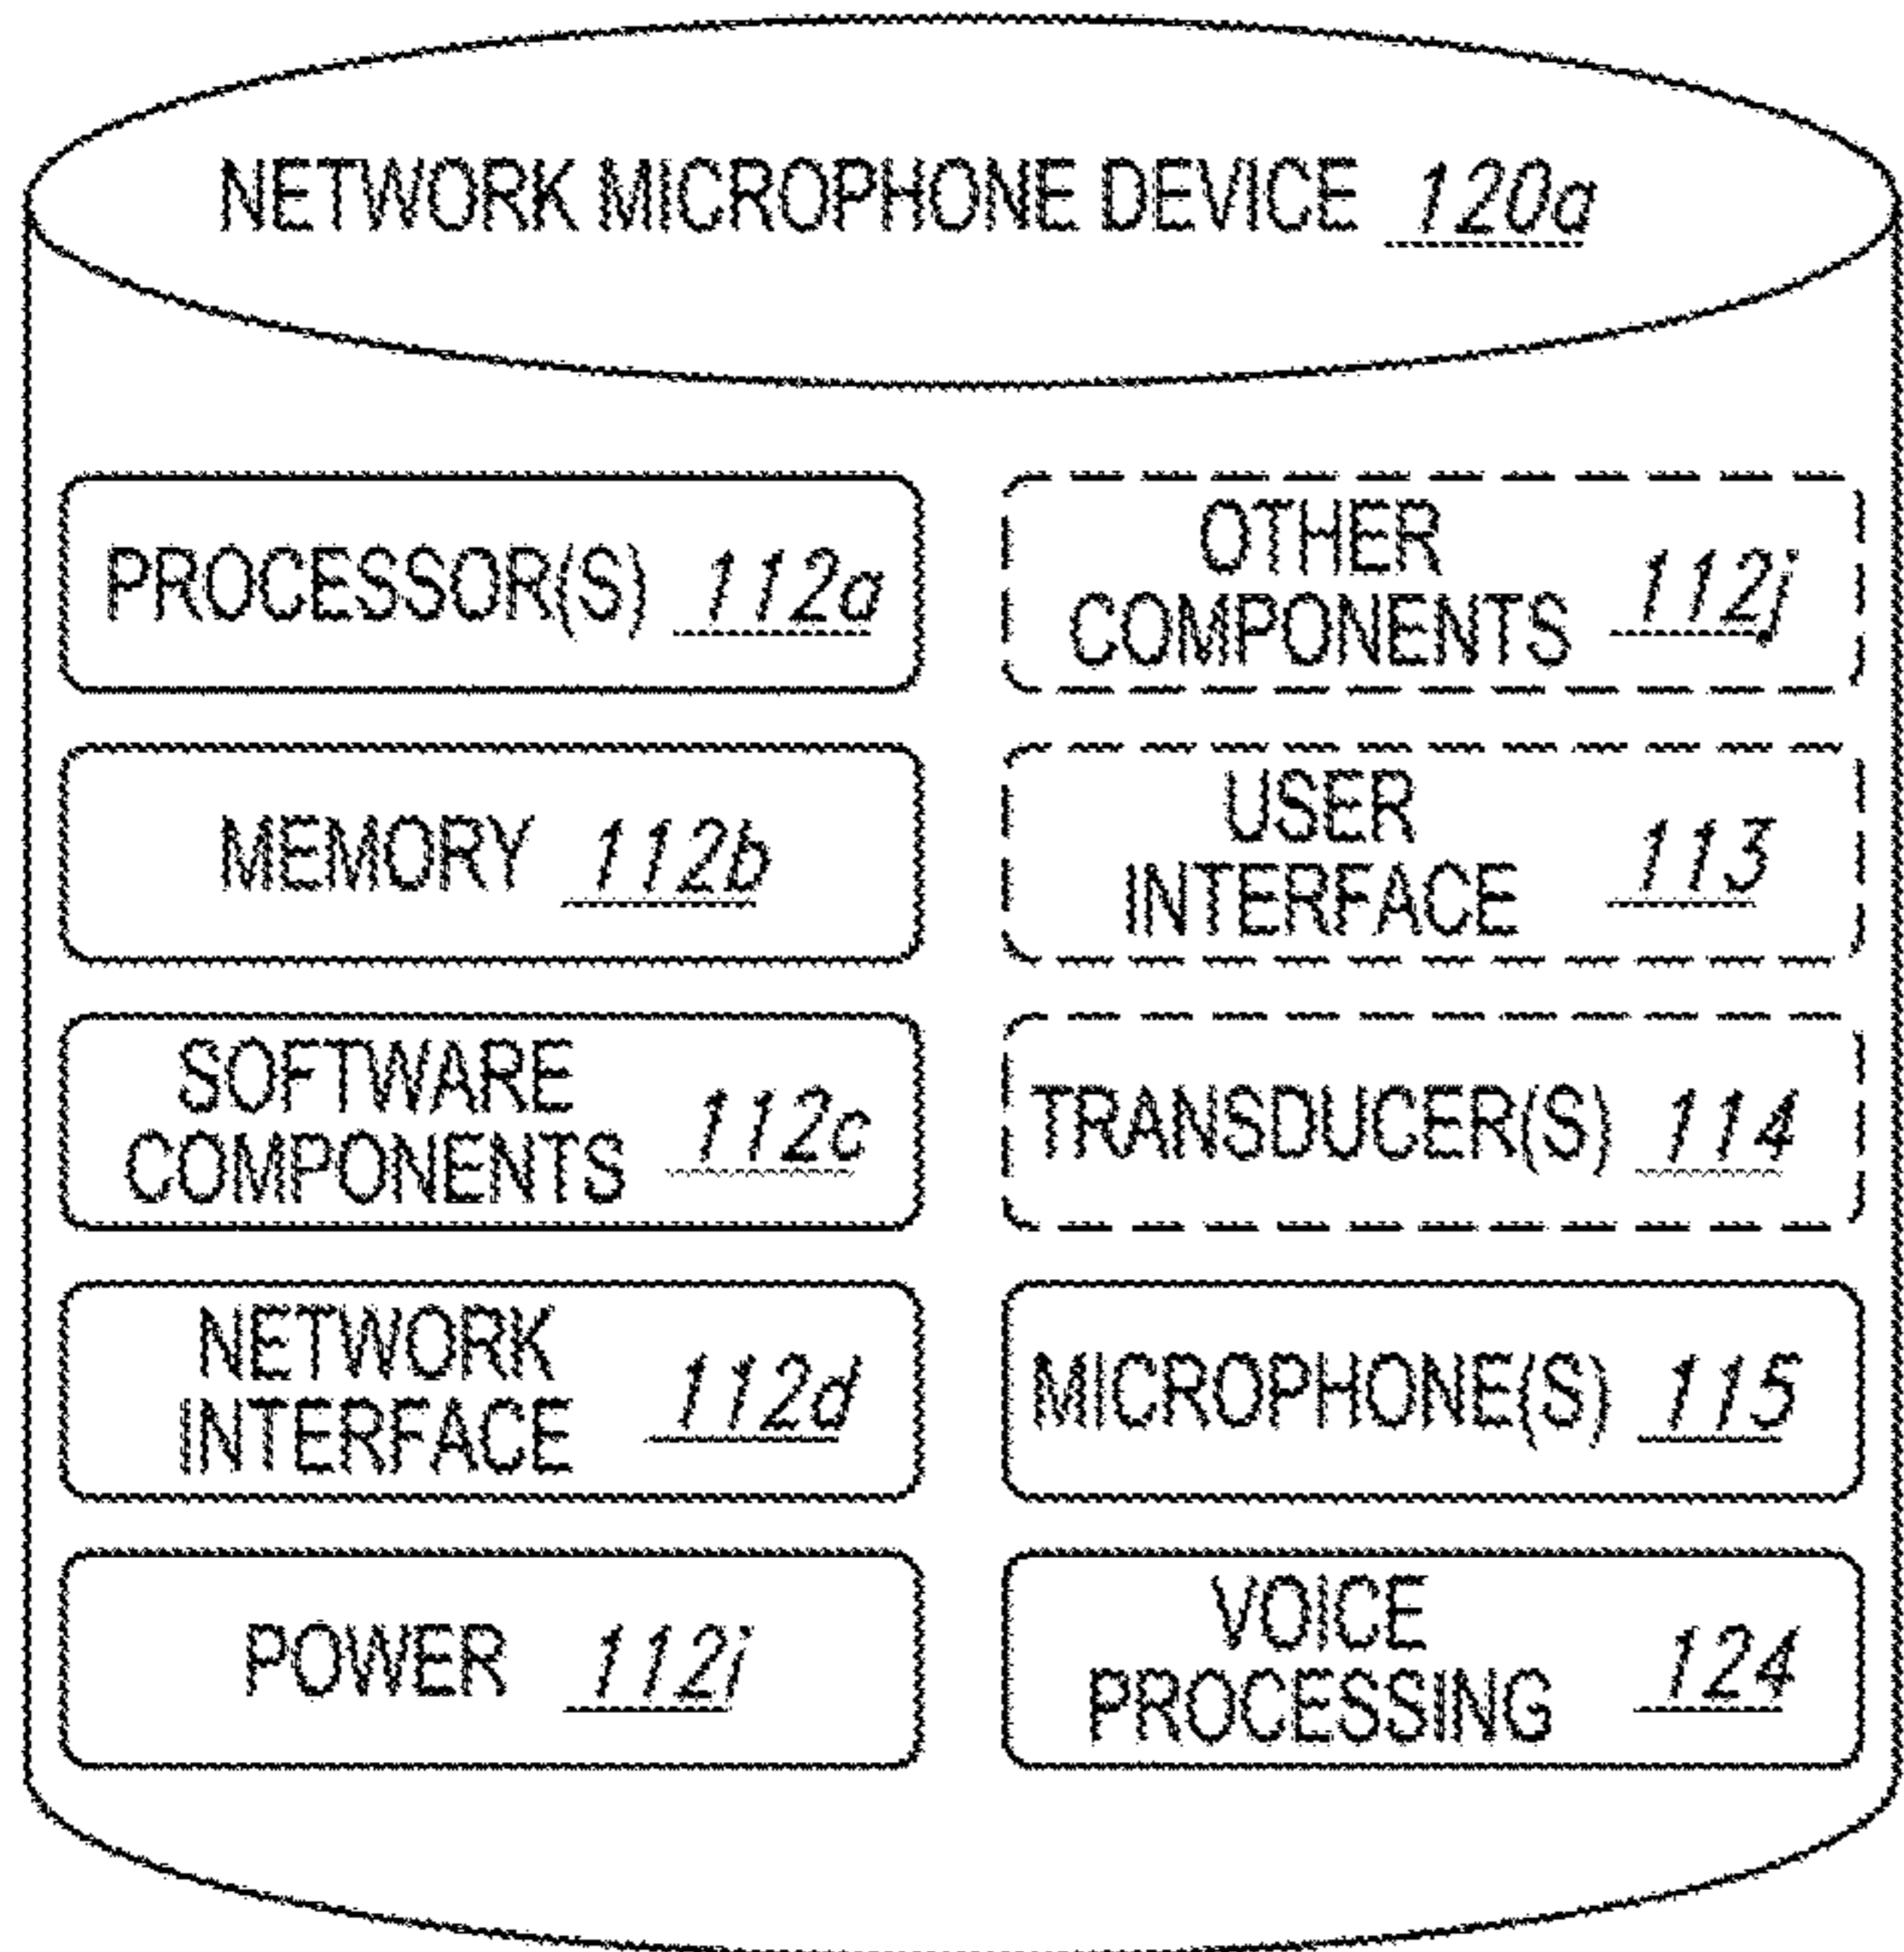 NETWORK MICROPHONE DEVICE 120a
PROCESSOR(S) 112a
MEMORY 112b
SOFTWARE
COMPONENTS 112c
NETWORK
INTERFACE 112d
POWER 112i
OTHER
COMPONENTS 112j
USER
INTERFACE 113
TRANSDUCER(S) 114
MICROPHONE(S) 115
VOICE
PROCESSING 124